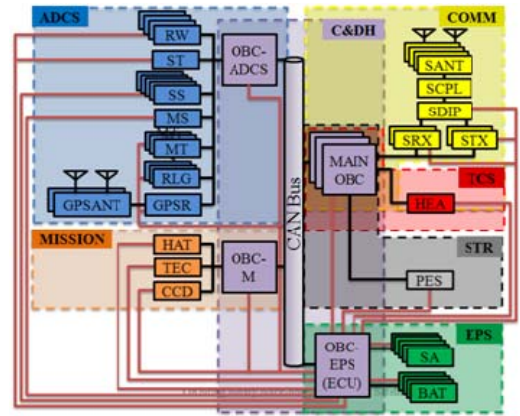 ADCS
C&DH
COMM
RW
ST
SS
MS
MT
RLG
GPSANT
GPSR
OBC-
ADCS
CAN Bus
MAIN
OBC
SANT
SCPL
SDIP
SRX
STX
TCS
HEA
MISSION
HAT
TEC
CCD
OBC-
M
STR
PES
EPS
OBC-
EPS
(ECU)
SA
BAT